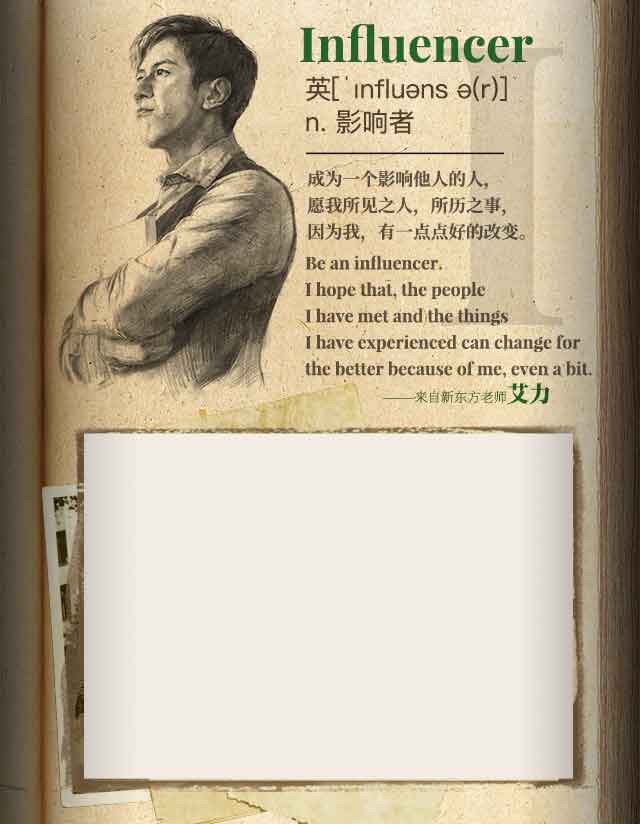 Influencer
英[ˈɪnfluəns ə(r)]
n. 影响者
成为一个影响他人的人，
愿我所见之人，所历之事，
因为我，有一点点好的改变。
Be an influencer.
I hope that, the people
I have met and the things
I have experienced can change for
the better because of me, even a bit.
——来自新东方老师艾力
I